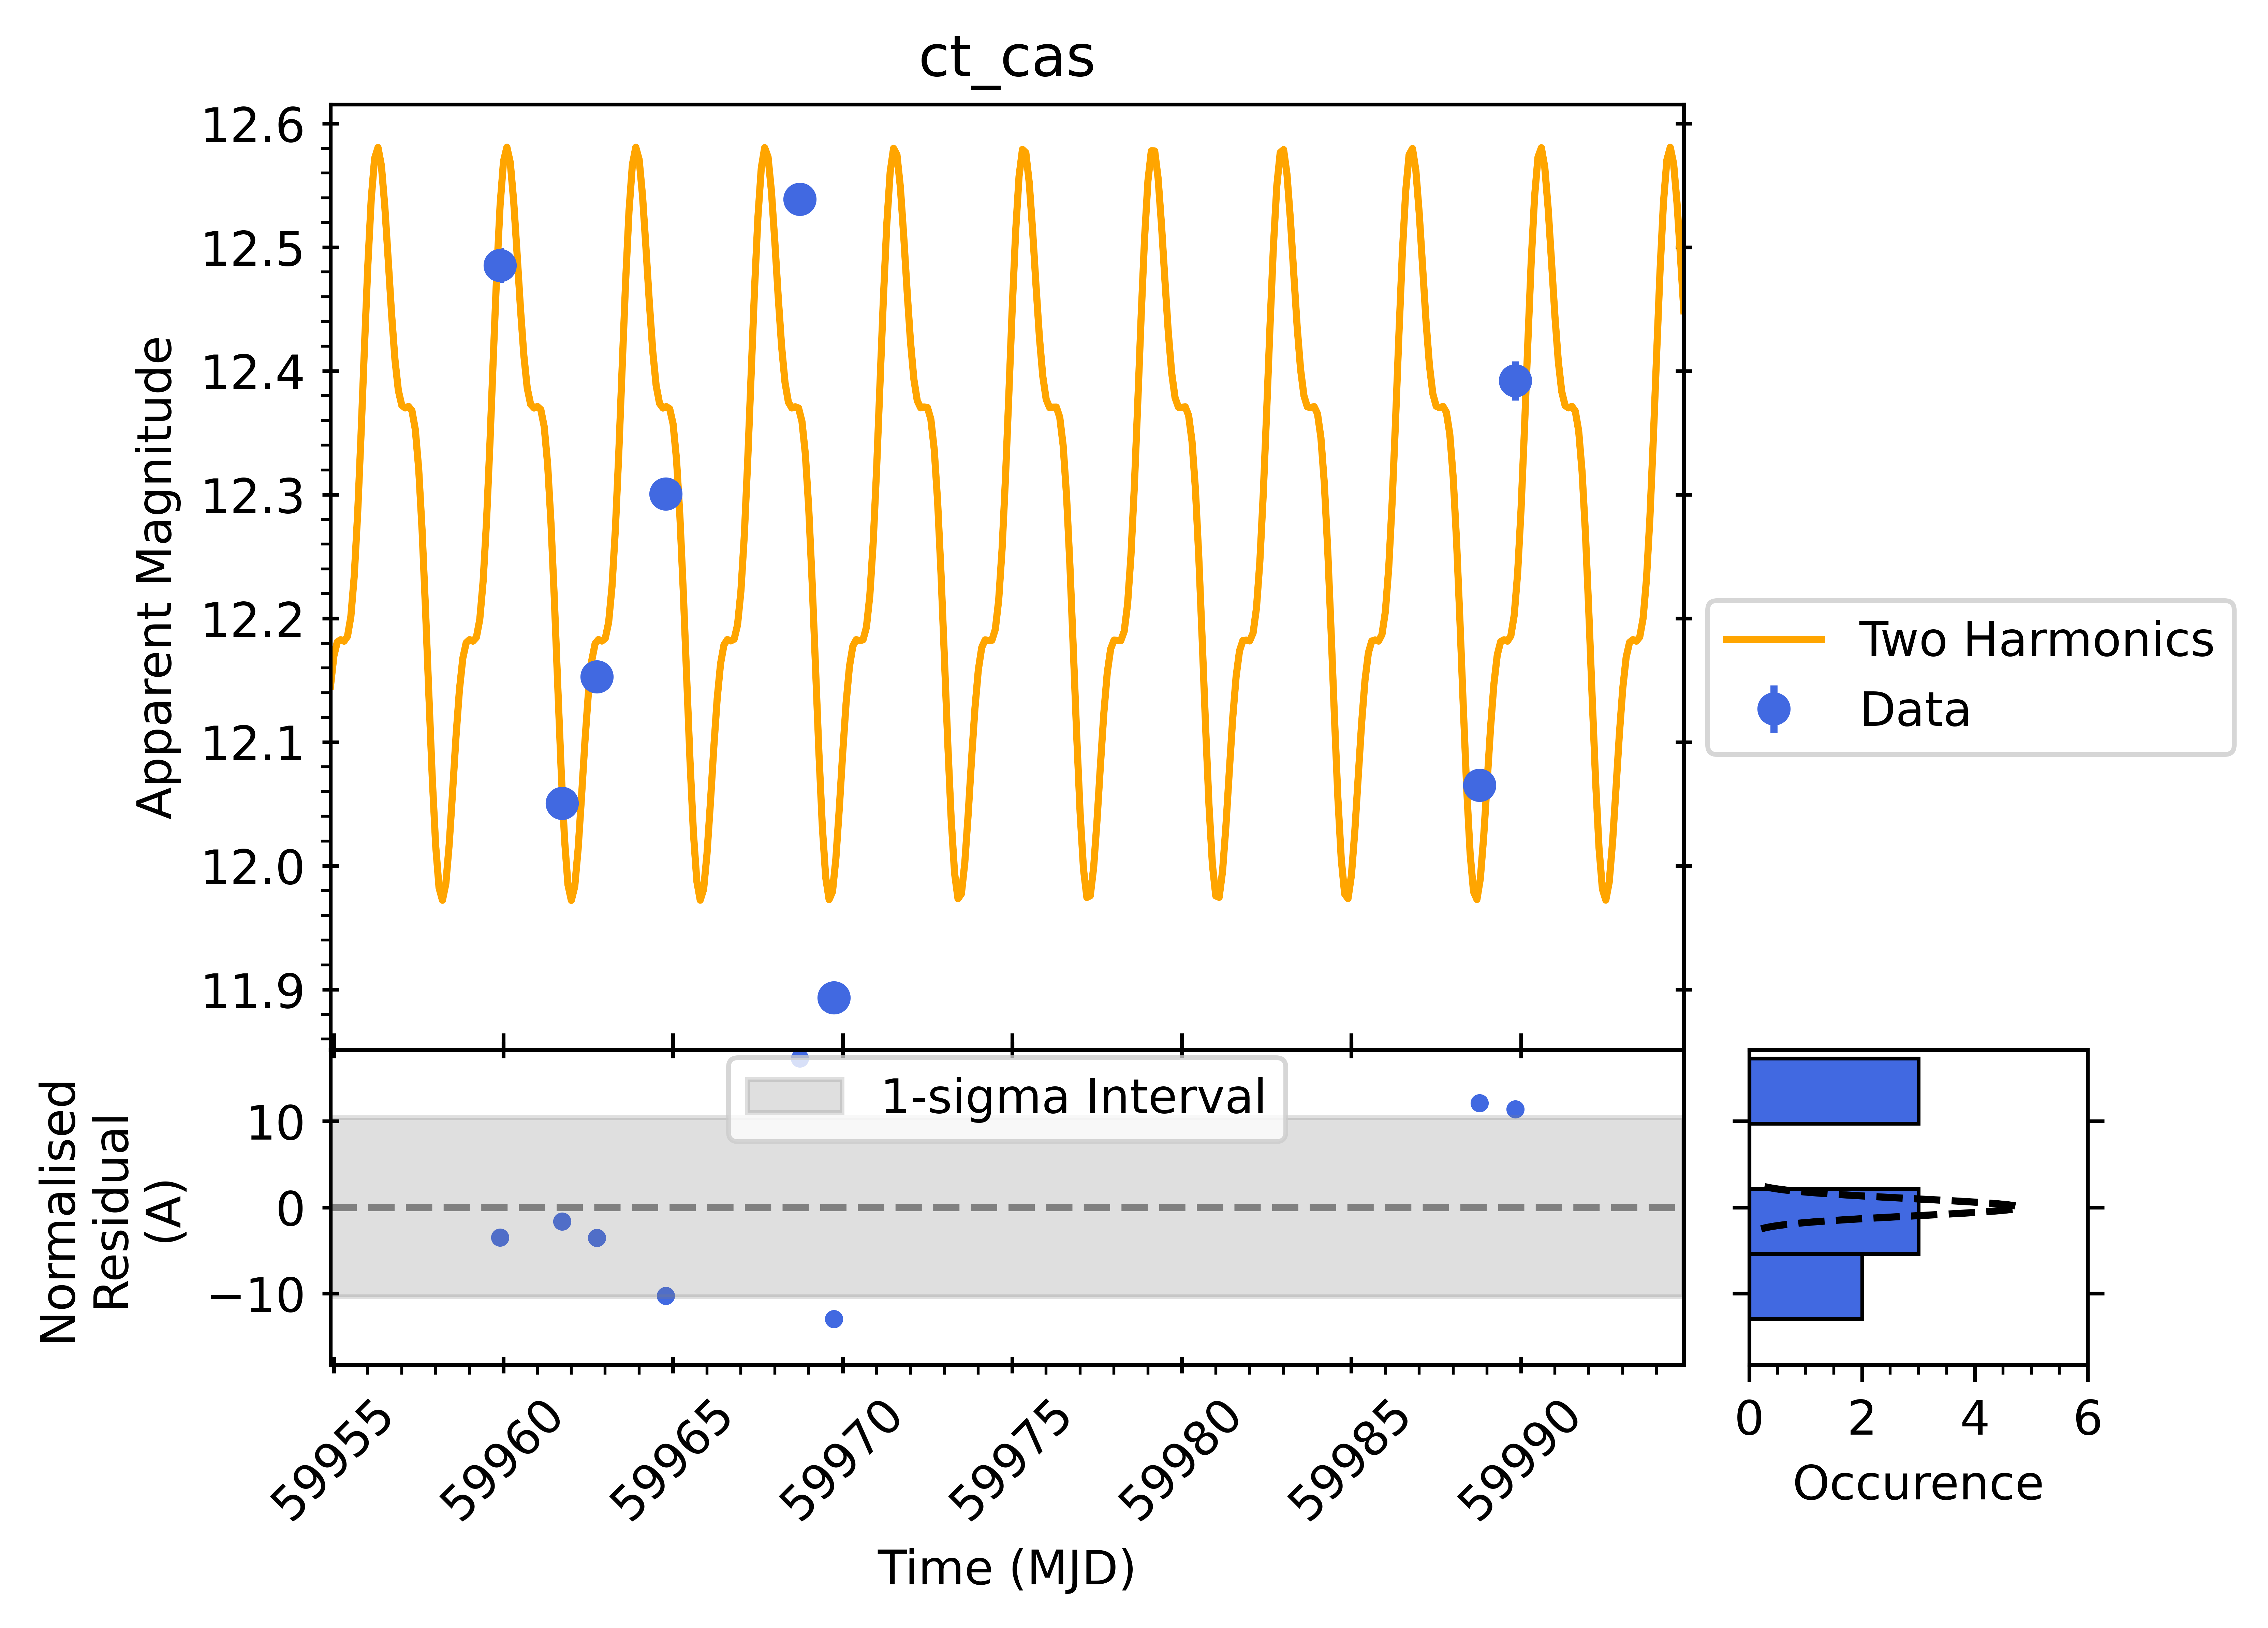 ct_cas
12.6
12.5
12.4
12.3
12.2
12.1
12.0
11.9
Apparent Magnitude
Two Harmonics
Data
1-sigma Interval
10
0
−10
Normalised
Residual
(A)
59955
59960
59965
59970
59975
59980
59985
59990
Time (MJD)
0
2
4
6
Occurence